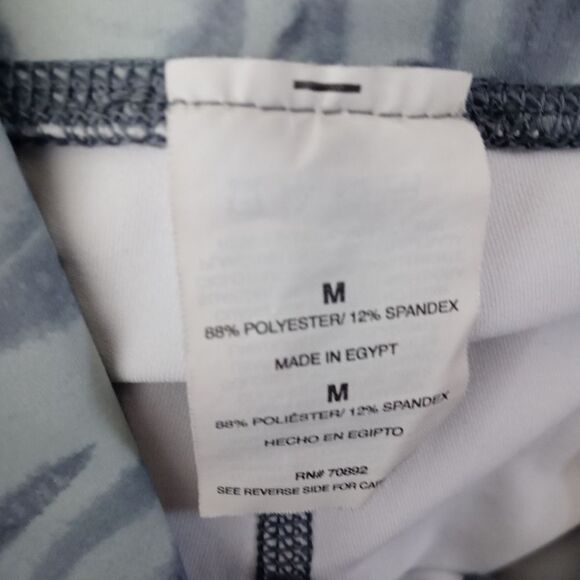 M
88% POLYESTER/ 12% SPANDEX
MADE IN EGYPT
M
88% POLIÉSTER/ 12% SPANDEX
HECHO EN EGIPTO
RN# 70892
SEE REVERSE SIDE FOR CAR